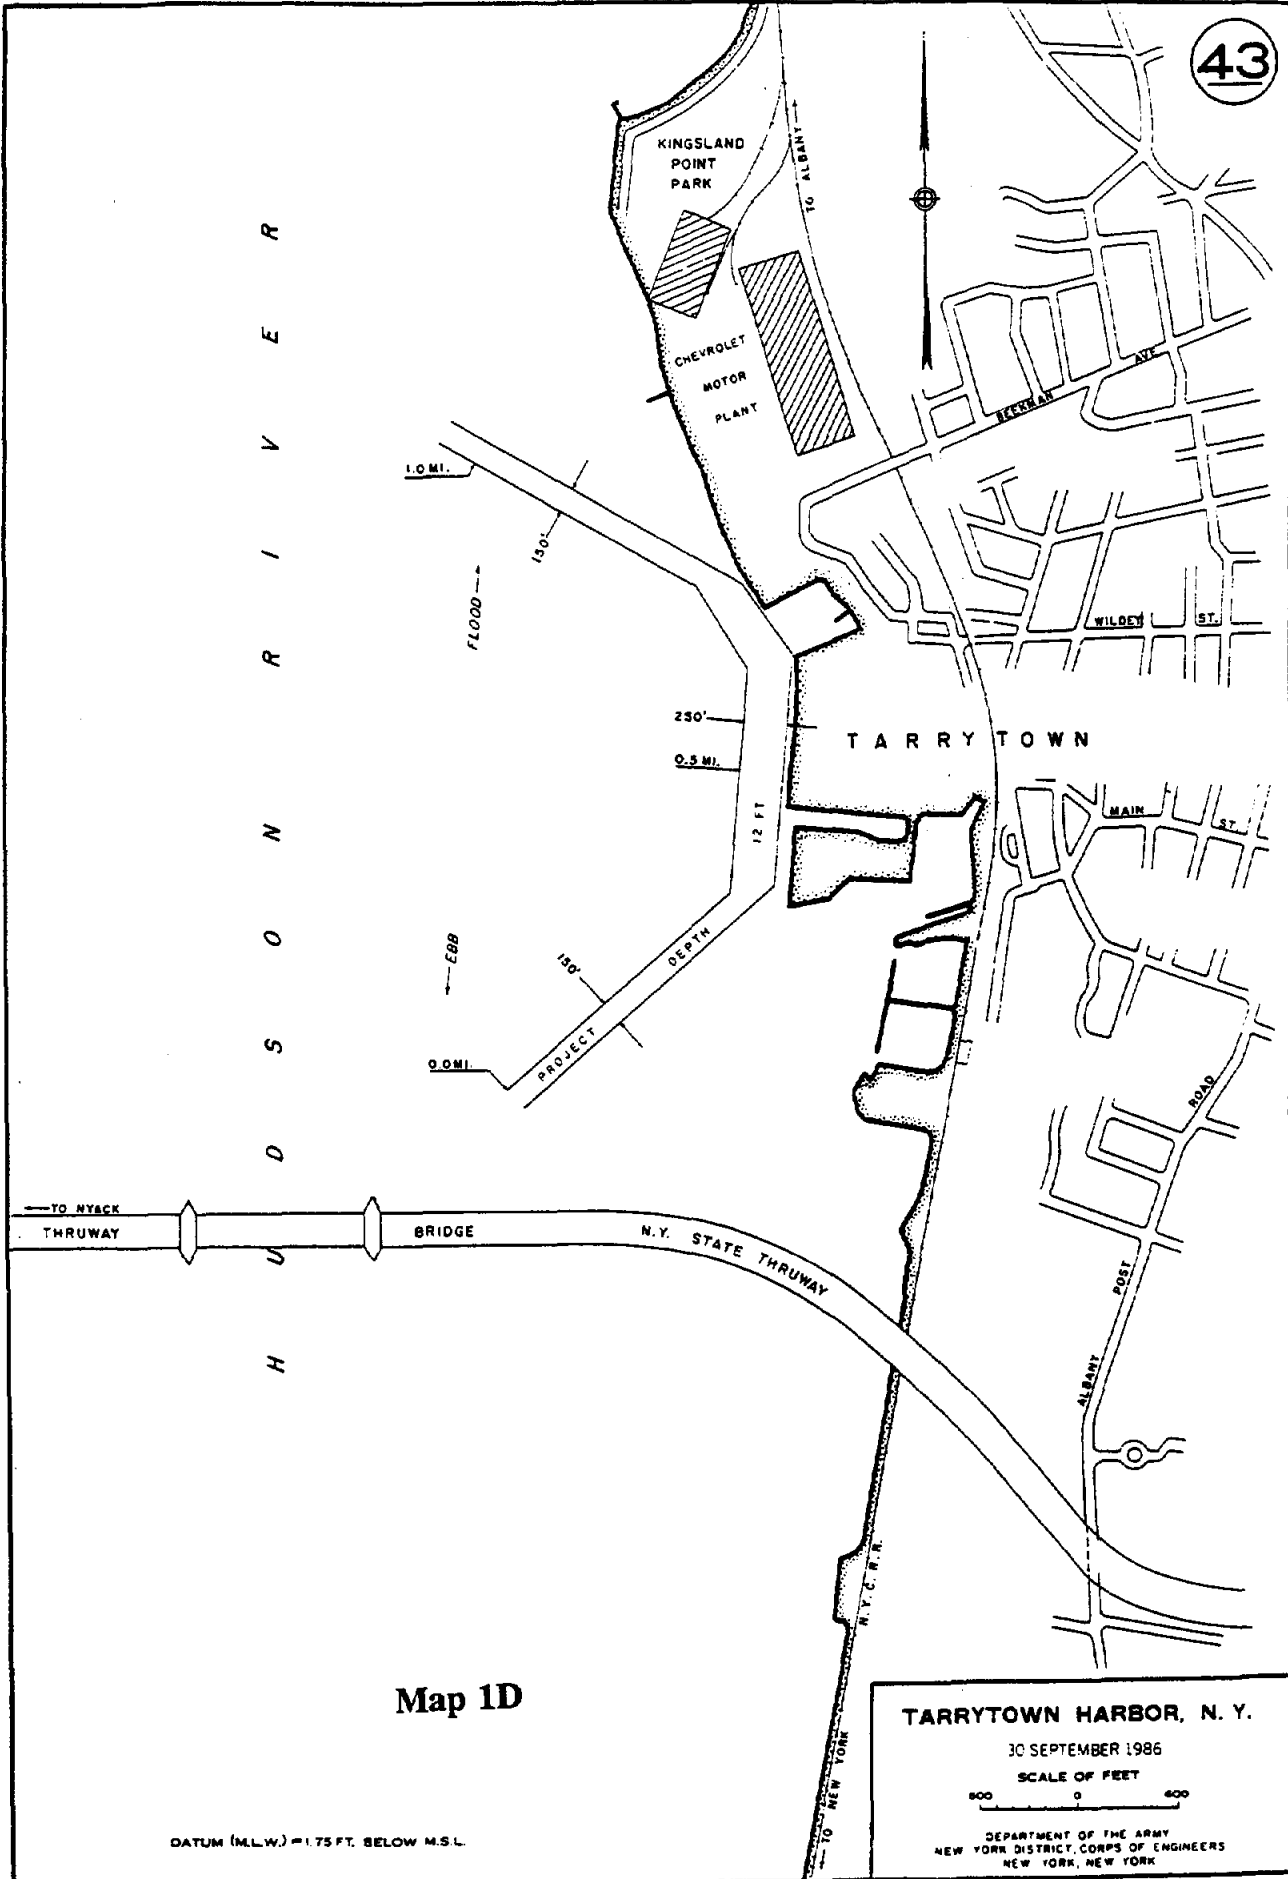 43
KINGSLAND
POINT
PARK
TO ALBANY
CHEVROLET
MOTOR
PLANT
BEEKMAN AVE
1.0 MI.
150'
FLOOD
WILDEY ST.
250'
0.5 MI.
TARRYTOWN
12 FT
MAIN ST.
EBB
150'
DEPTH
PROJECT
0.0 MI.
HUDSON RIVER
ROAD
TO NYACK
THRUWAY
BRIDGE
N.Y. STATE THRUWAY
POST
ALBANY
N.Y.C.R.R.
Map 1D
TO NEW YORK
TARRYTOWN HARBOR, N. Y.
30 SEPTEMBER 1986
SCALE OF FEET
0
DEPARTMENT OF THE ARMY
NEW YORK DISTRICT, CORPS OF ENGINEERS
NEW YORK, NEW YORK
DATUM (M.L.W.) = 1.75 FT. BELOW M.S.L.